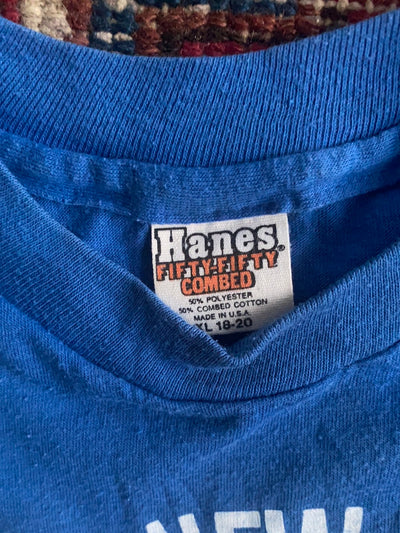 Hanes®
FIFTY-FIFTY
COMBED
50% POLYESTER
50% COMBED COTTON
MADE IN U.S.A.
XL 18-20
NEW